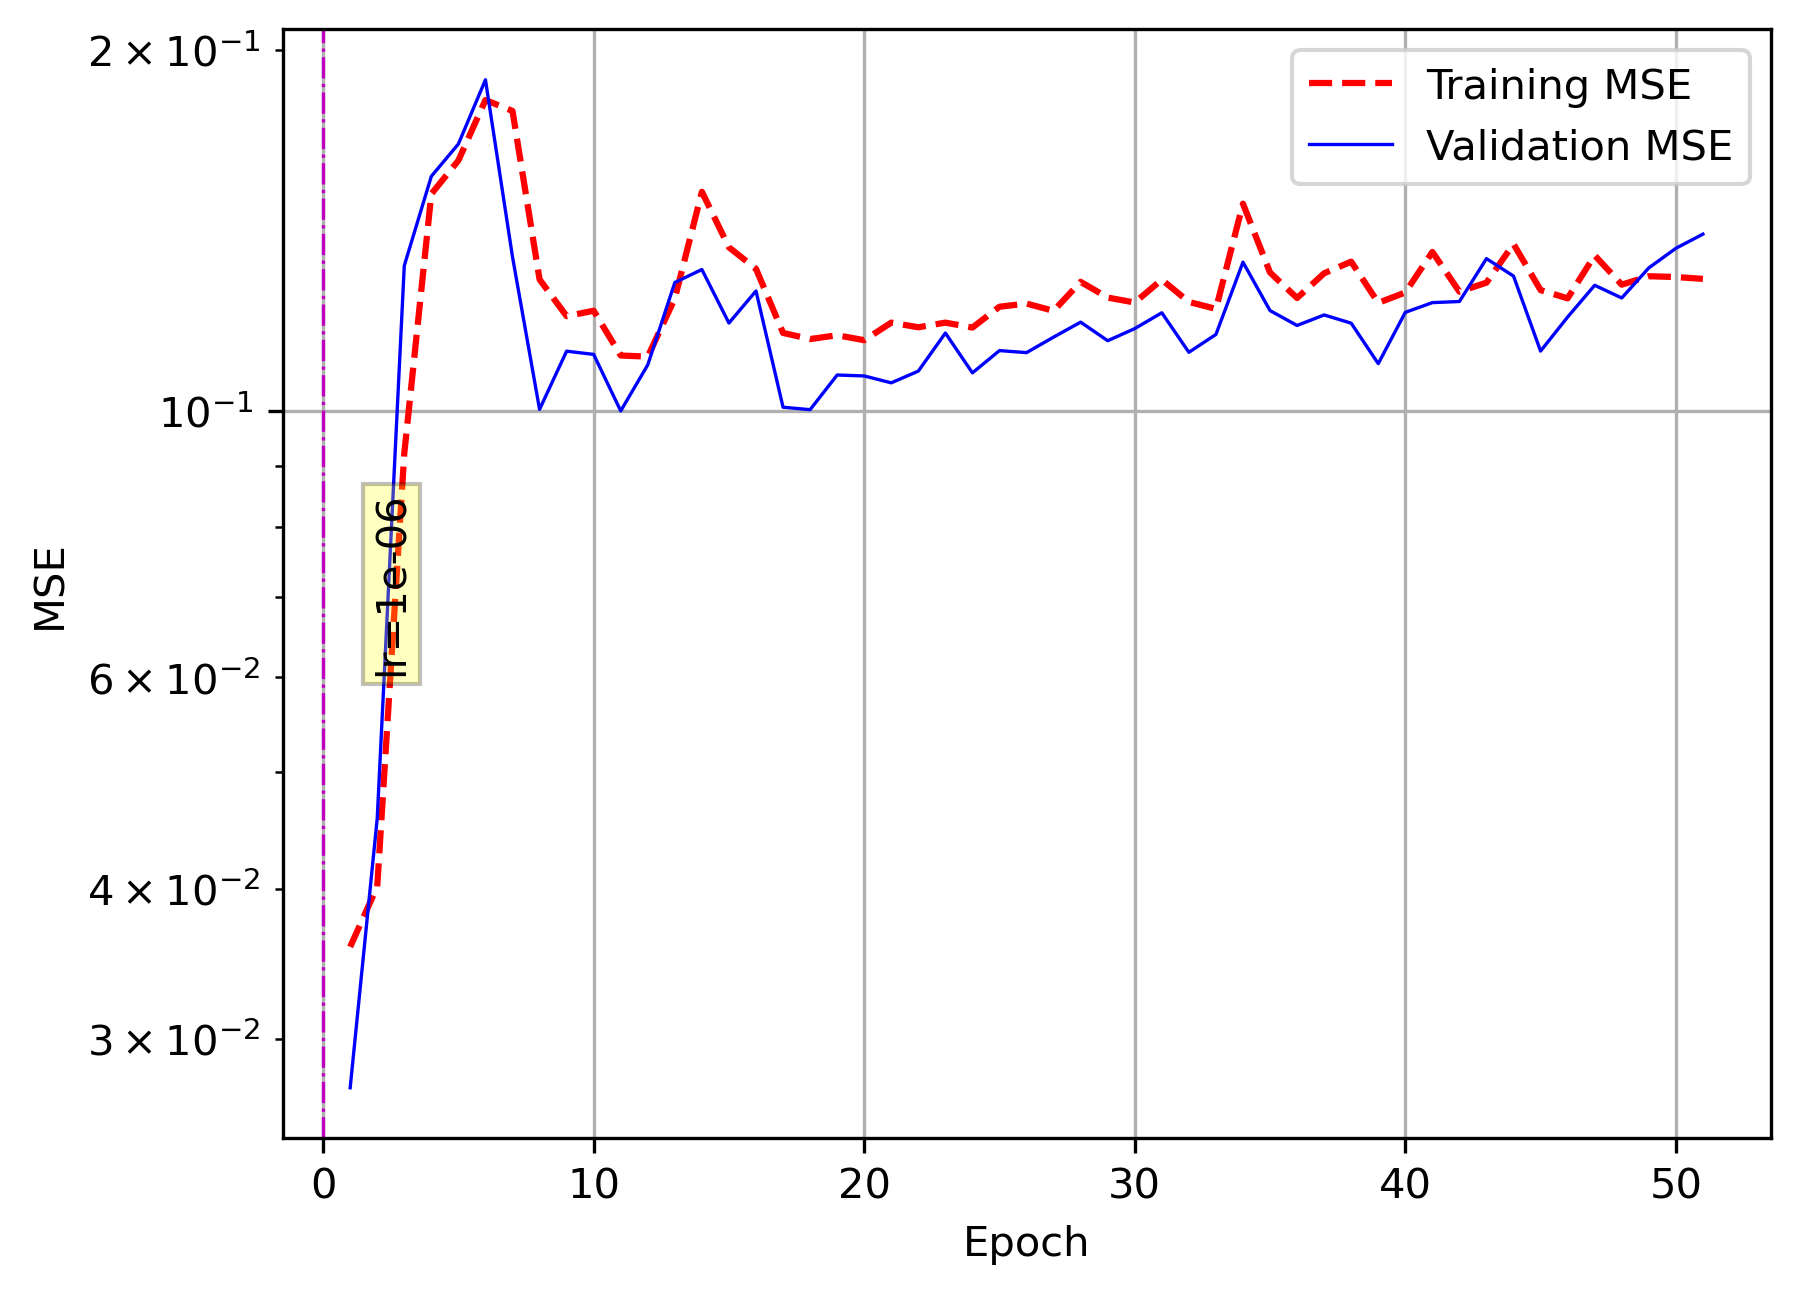 2 × 10⁻¹
10⁻¹
6 × 10⁻²
4 × 10⁻²
3 × 10⁻²
MSE
lr=1e-06
Training MSE
Validation MSE
0 10 20 30 40 50
Epoch